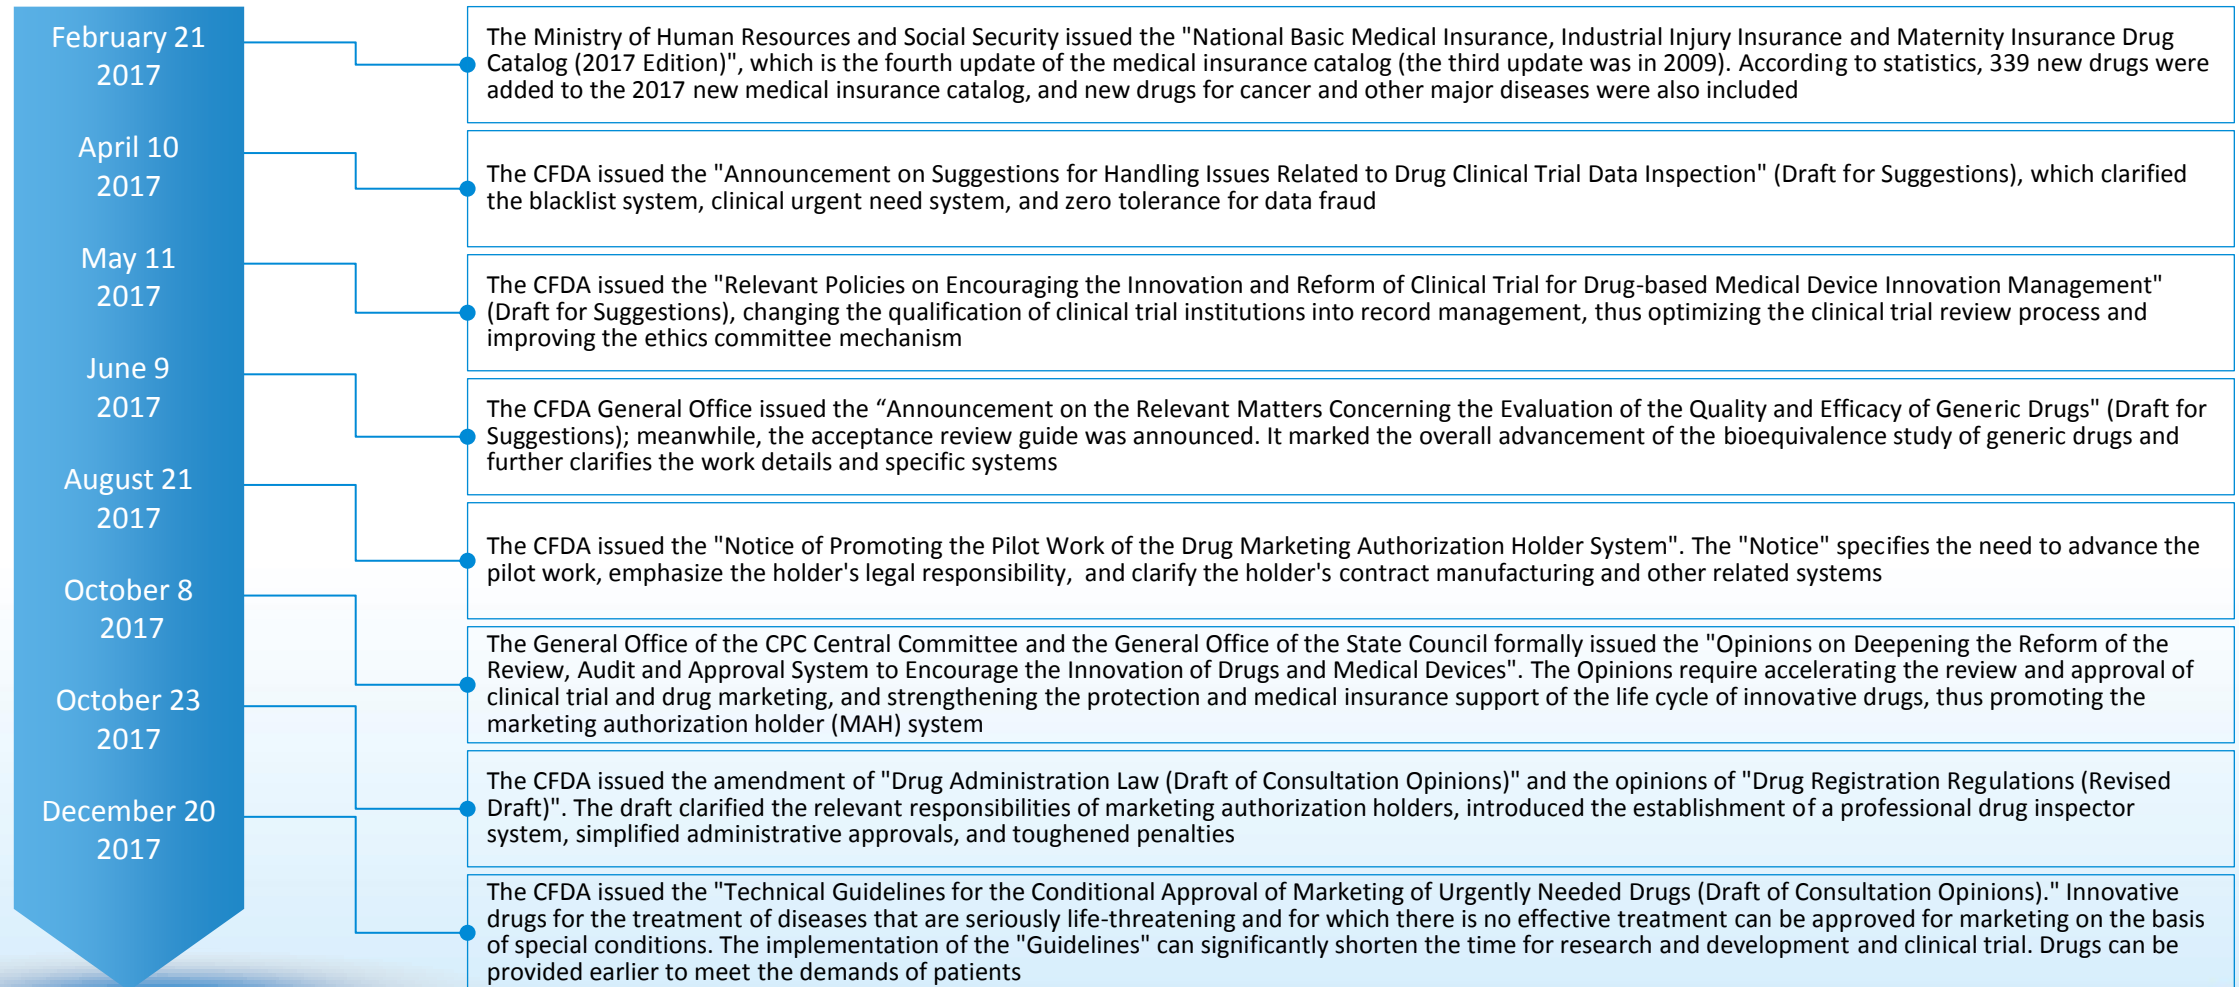 February 21
2017
The Ministry of Human Resources and Social Security issued the "National Basic Medical Insurance, Industrial Injury Insurance and Maternity Insurance Drug
Catalog (2017 Edition)", which is the fourth update of the medical insurance catalog (the third update was in 2009). According to statistics, 339 new drugs were
added to the 2017 new medical insurance catalog, and new drugs for cancer and other major diseases were also included
April 10
2017
The CFDA issued the "Announcement on Suggestions for Handling Issues Related to Drug Clinical Trial Data Inspection" (Draft for Suggestions), which clarified
the blacklist system, clinical urgent need system, and zero tolerance for data fraud
May 11
2017
The CFDA issued the "Relevant Policies on Encouraging the Innovation and Reform of Clinical Trial for Drug-based Medical Device Innovation Management"
(Draft for Suggestions), changing the qualification of clinical trial institutions into record management, thus optimizing the clinical trial review process and
improving the ethics committee mechanism
June 9
2017
The CFDA General Office issued the “Announcement on the Relevant Matters Concerning the Evaluation of the Quality and Efficacy of Generic Drugs" (Draft for
Suggestions); meanwhile, the acceptance review guide was announced. It marked the overall advancement of the bioequivalence study of generic drugs and
further clarifies the work details and specific systems
August 21
2017
The CFDA issued the "Notice of Promoting the Pilot Work of the Drug Marketing Authorization Holder System". The "Notice" specifies the need to advance the
pilot work, emphasize the holder's legal responsibility, and clarify the holder's contract manufacturing and other related systems
October 8
2017
The General Office of the CPC Central Committee and the General Office of the State Council formally issued the "Opinions on Deepening the Reform of the
Review, Audit and Approval System to Encourage the Innovation of Drugs and Medical Devices". The Opinions require accelerating the review and approval of
clinical trial and drug marketing, and strengthening the protection and medical insurance support of the life cycle of innovative drugs, thus promoting the
marketing authorization holder (MAH) system
October 23
2017
The CFDA issued the amendment of "Drug Administration Law (Draft of Consultation Opinions)" and the opinions of "Drug Registration Regulations (Revised
Draft)". The draft clarified the relevant responsibilities of marketing authorization holders, introduced the establishment of a professional drug inspector
system, simplified administrative approvals, and toughened penalties
December 20
2017
The CFDA issued the "Technical Guidelines for the Conditional Approval of Marketing of Urgently Needed Drugs (Draft of Consultation Opinions)." Innovative
drugs for the treatment of diseases that are seriously life-threatening and for which there is no effective treatment can be approved for marketing on the basis
of special conditions. The implementation of the "Guidelines" can significantly shorten the time for research and development and clinical trial. Drugs can be
provided earlier to meet the demands of patients